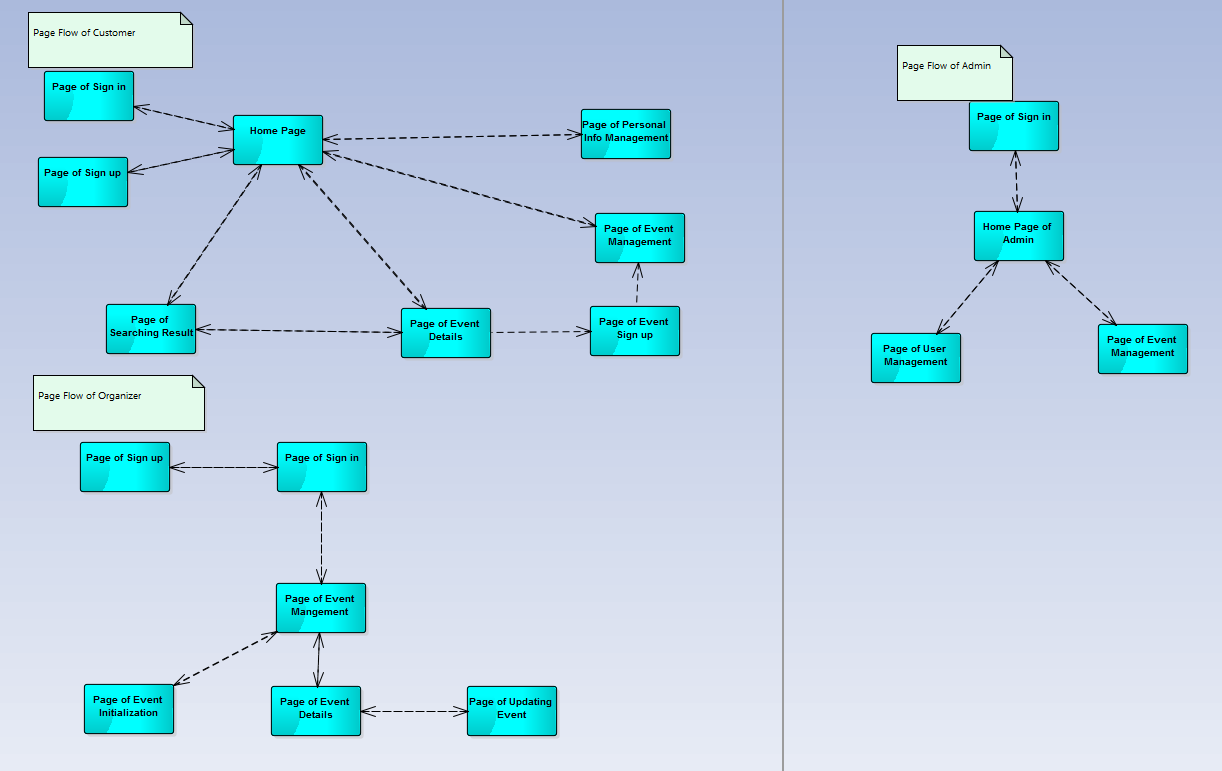 Page Flow of Customer
Page of Sign in
Home Page
Page of Personal
Info Management
Page of Sign up
Page of Event
Management
Page of
Searching Result
Page of Event
Details
Page of Event
Sign up
Page Flow of Organizer
Page of Sign up
Page of Sign in
Page of Event
Mangement
Page of Event
Initialization
Page of Event
Details
Page of Updating
Event
Page Flow of Admin
Page of Sign in
Home Page of
Admin
Page of User
Management
Page of Event
Management